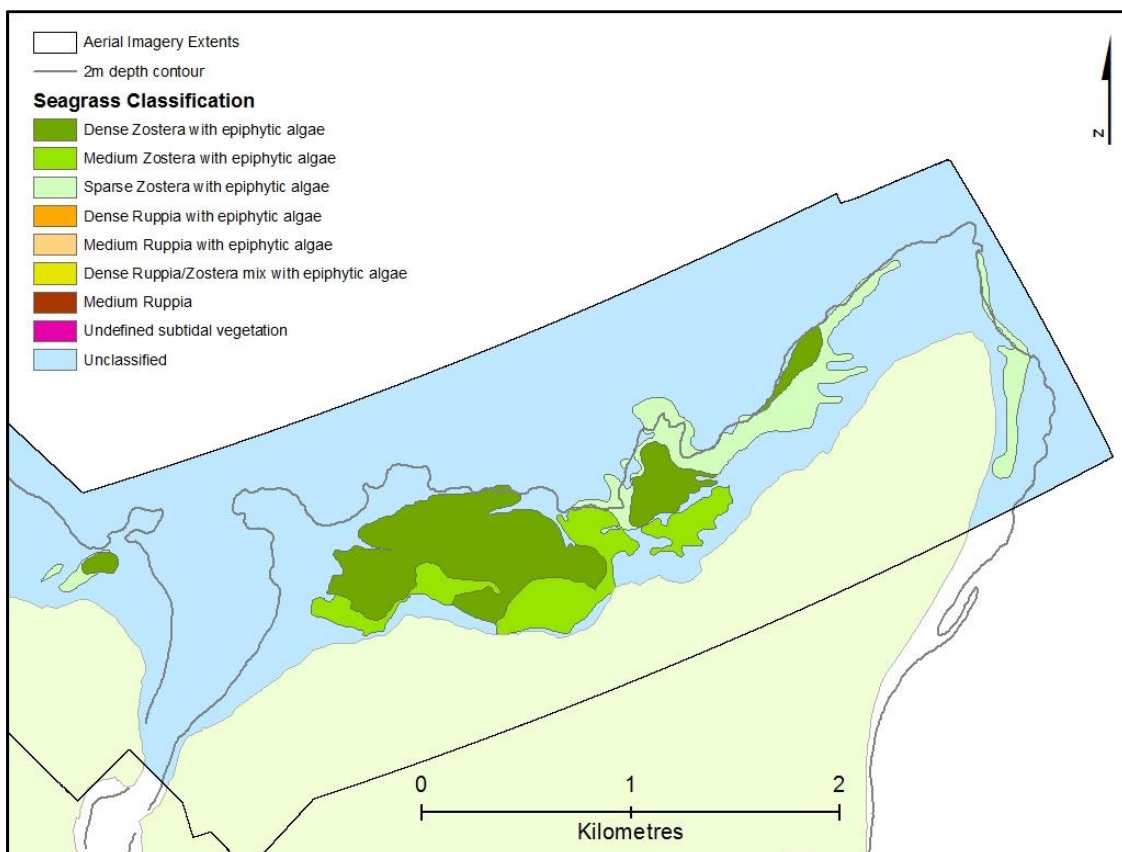 Aerial Imagery Extents
2m depth contour
Seagrass Classification
Dense Zostera with epiphytic algae
Medium Zostera with epiphytic algae
Sparse Zostera with epiphytic algae
Dense Ruppia with epiphytic algae
Medium Ruppia with epiphytic algae
Dense Ruppia/Zostera mix with epiphytic algae
Medium Ruppia
Undefined subtidal vegetation
Unclassified
N
0 1 2
Kilometres